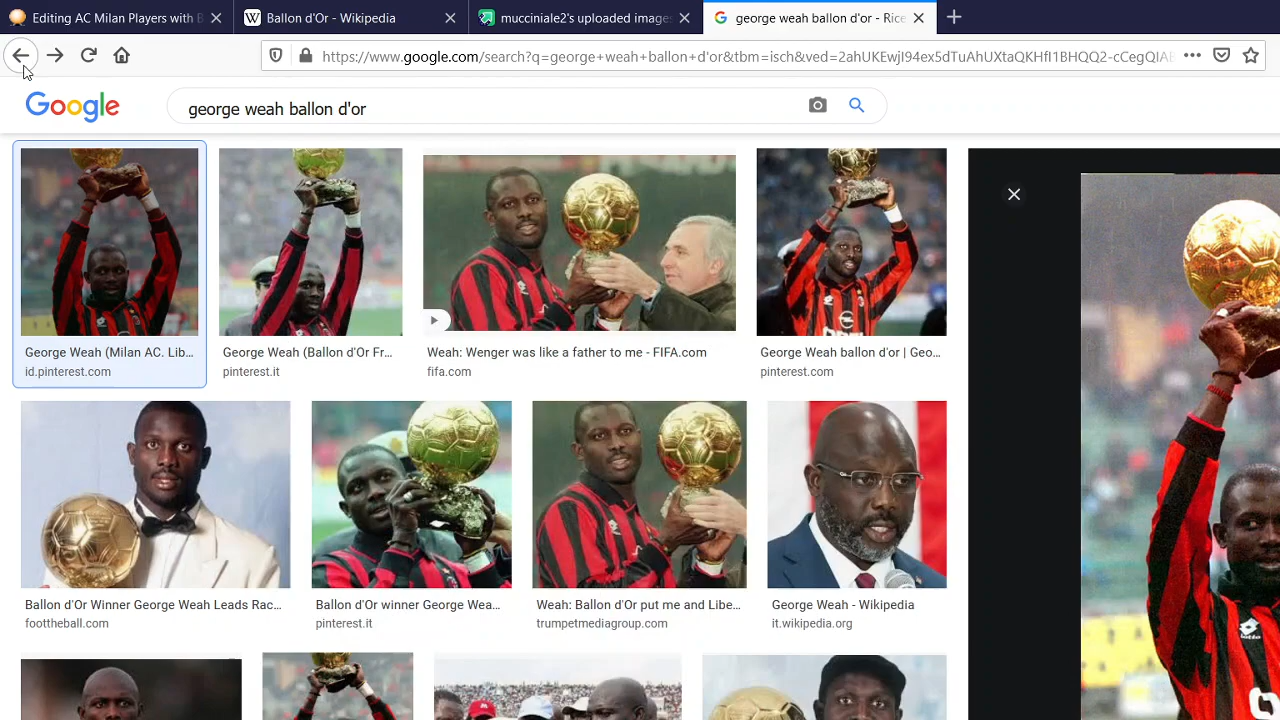 Editing AC Milan Players with B
Ballon d'Or - Wikipedia
mucciniale2's uploaded images
george weah ballon d'or - Rice
https://www.google.com/search?q=george+weah+ballon+d'or&tbm=isch&ved=2ahUKEwjI94ex5dTuAhUXtaQKHfI1BHQQ2-cCegQIA
Google
george weah ballon d'or
George Weah (Milan AC. Lib...
id.pinterest.com
George Weah (Ballon d'Or Fr...
pinterest.it
Weah: Wenger was like a father to me - FIFA.com
fifa.com
George Weah ballon d'or | Geo...
pinterest.com
Ballon d'Or Winner George Weah Leads Rac...
foottheball.com
Ballon d'Or winner George Wea...
pinterest.it
Weah: Ballon d'Or put me and Libe...
trumpetmediagroup.com
George Weah - Wikipedia
it.wikipedia.org